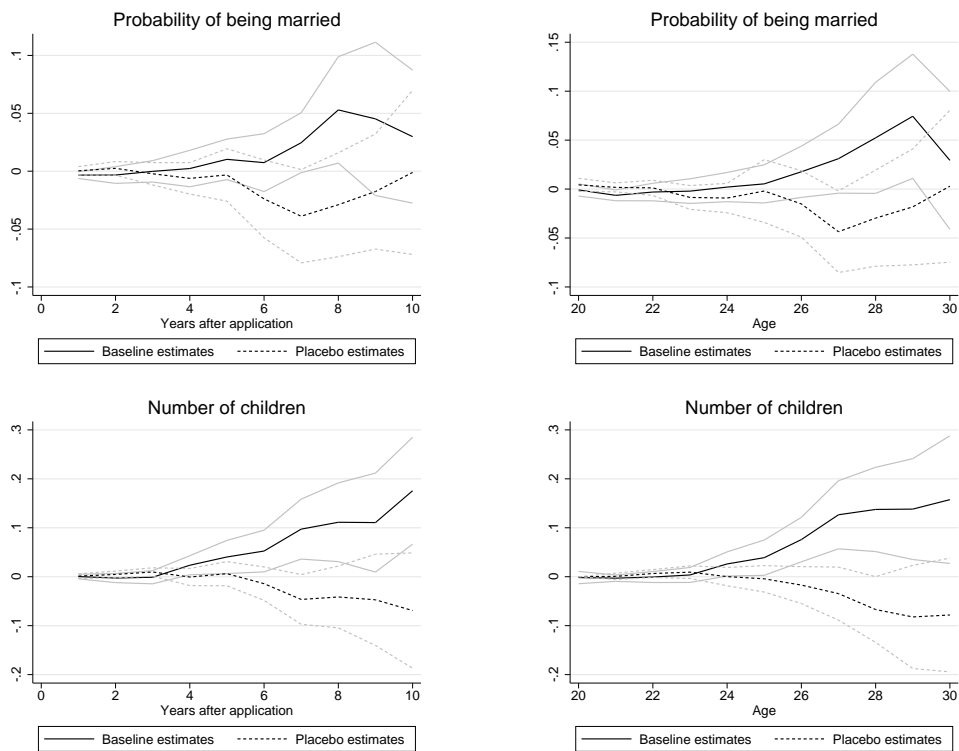 Probability of being married
.1
.05
0
-.05
-.1
0 2 4 6 8 10
Years after application
Baseline estimates Placebo estimates
Probability of being married
.15
.1
.05
0
-.05
-.1
20 22 24 26 28 30
Age
Baseline estimates Placebo estimates
Number of children
.3
.2
.1
0
-.1
-.2
0 2 4 6 8 10
Years after application
Baseline estimates Placebo estimates
Number of children
.3
.2
.1
0
-.1
-.2
20 22 24 26 28 30
Age
Baseline estimates Placebo estimates